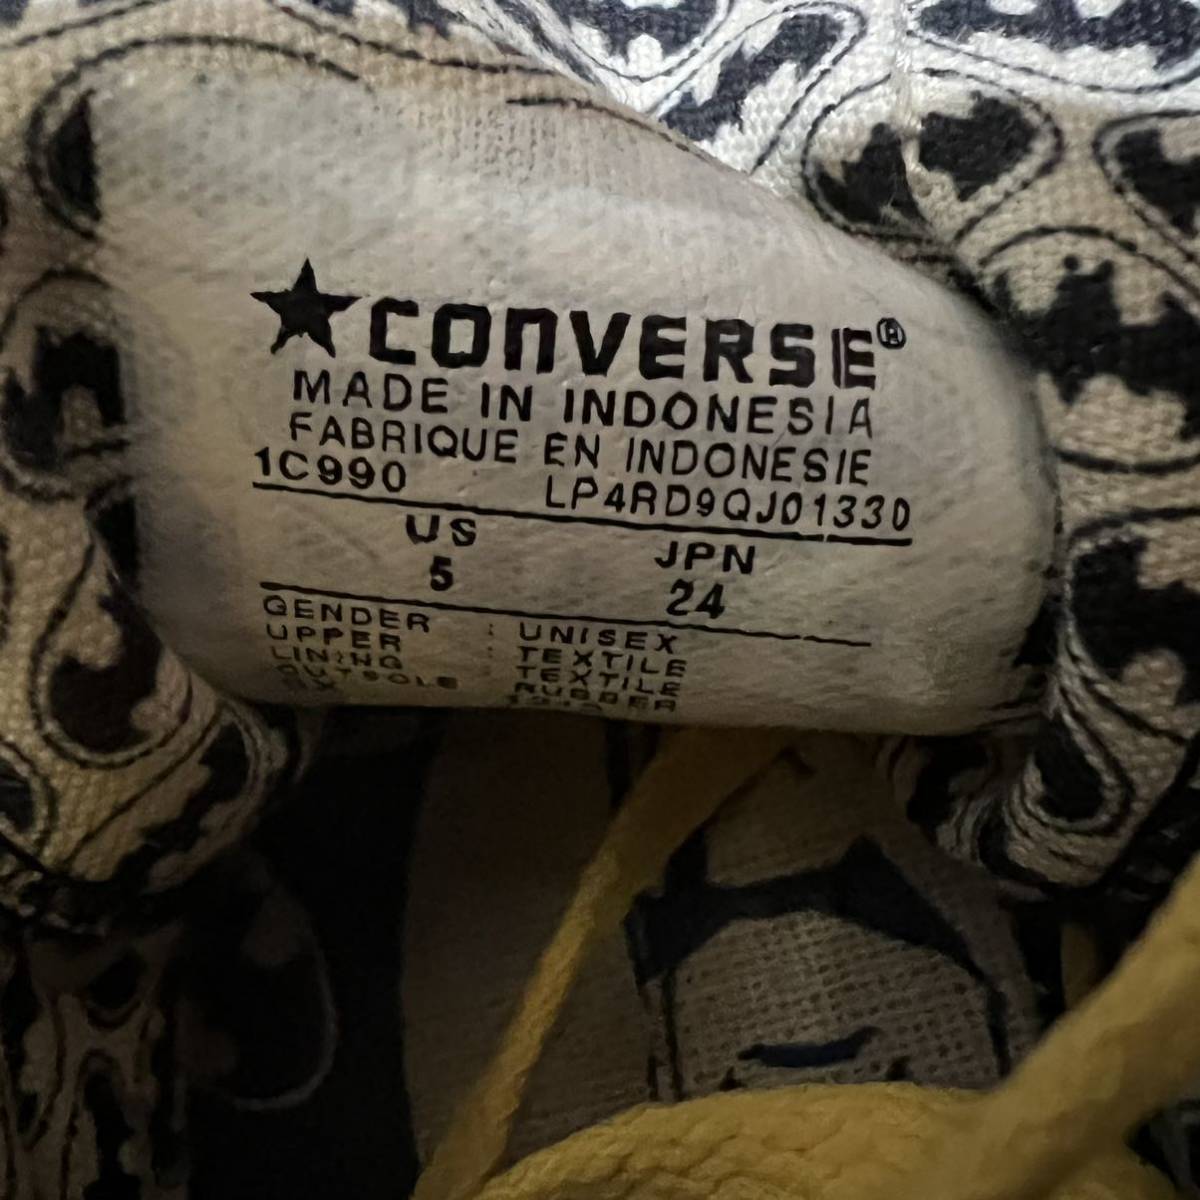 ★CONVERSE®
MADE IN INDONESIA
FABRIQUE EN INDONESIE
1C990 LP4RD9QJ01330
US JPN
5 24
GENDER : UNISEX
UPPER : TEXTILE
LINING : TEXTILE
OUTSOLE RUBBER